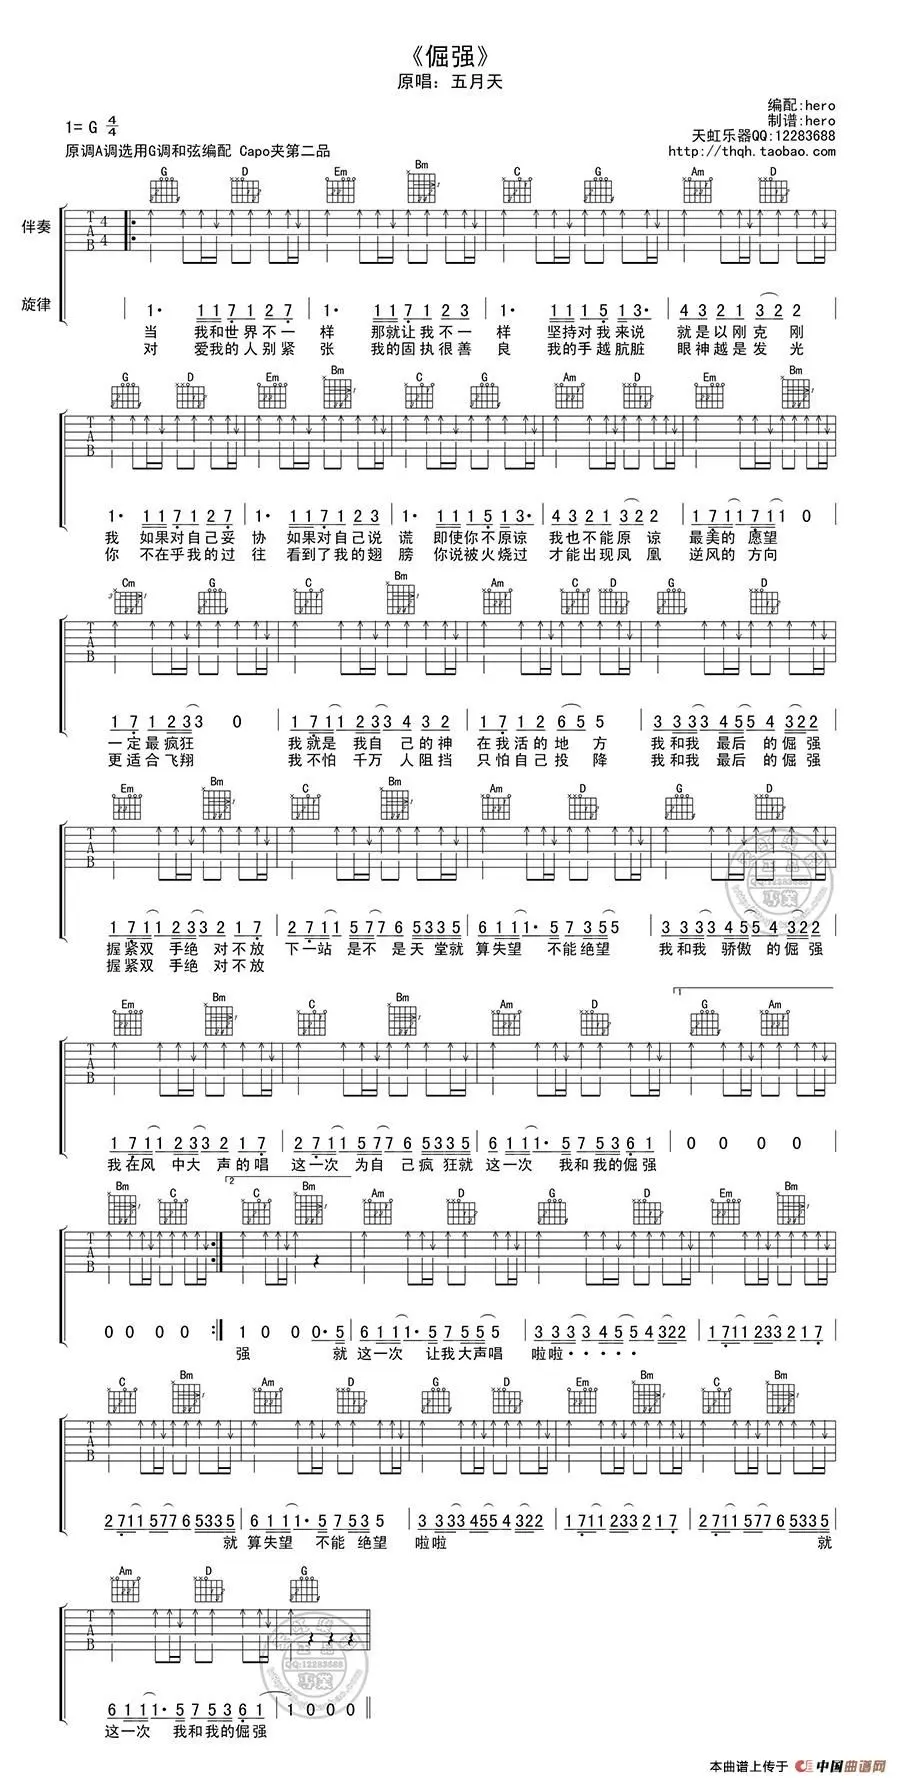 《倔强》
原唱：五月天
编配:hero
制谱:hero
天虹乐器QQ:12283688
http://thqh.taobao.com
1= G 4/4
原调A调选用G调和弦编配 Capo夹第二品
G D Em Bm C G Am D
伴奏
旋律
1· 1 1 7 1 2 7 | 1· 1 1 7 1 2 3 | 1· 1 1 1 5 1 3· | 4 3 2 1 3 2 2
当 我和世界不一 样 那就让我不一 样 坚持对我来说 就是以刚克 刚
对 爱我的人别紧 张 我的固执很善 良 我的手越肮脏 眼神越是发 光
G D Em Bm C G Am D Em Bm
1· 1 1 7 1 2 7 | 1· 1 1 7 1 2 3 | 1· 1 1 1 5 1 3· | 4 3 2 1 3 2 2 | 1 7 1 1 7 1 1 0
我 如果对自己妥 协 如果对自己说 谎 即使你不原谅 我也不能原 谅 最美的 愿望
你 不在乎我的过 往 看到了我的翅 膀 你说被火烧过 才能出现凤 凰 逆风的 方向
Cm G C Bm Am C D G D
1 7 1 2 3 3 0 | 1 7 1 1 2 3 3 4 3 2 | 1 7 1 2 6 5 5 | 3 3 3 3 4 5 5 4 3 2 2
一定最疯狂 我就是 我自 己的神 在我活的 地 方 我和我 最后 的倔强
更适合飞翔 我不怕 千万 人阻挡 只怕自己 投 降 我和我 最后 的倔强
Em Bm C Bm Am D G D
1 7 1 1 2 3 3 2 1 7 | 2 7 1 1 5 7 7 6 5 3 3 5 | 6 1 1 1· 5 7 3 5 5 | 3 3 3 3 4 5 5 4 3 2 2
握紧双 手绝 对不放 下一站 是不 是天 堂就 算失望 不能绝望 我和我 骄傲 的倔强
握紧双 手绝 对不放
Em Bm C Bm Am D 1 G Am
1 7 1 1 2 3 3 2 1 7 | 2 7 1 1 5 7 7 6 5 3 3 5 | 6 1 1 1· 5 7 5 3 6 1 | 0 0 0 0
我在风 中大 声的唱 这一次 为自 己疯 狂就 这一次 我和我的倔强
Bm C 2 C Bm Am D G D Em Bm
0 0 0 0 :| 1 0 0 0·5 | 6 1 1 1· 5 7 5 5 5 | 3 3 3 3 4 5 5 4 3 2 2 | 1 7 1 1 2 3 3 2 1 7
强 就 这一次 让我大声唱 啦啦·····
C Bm Am D G D Em Bm C Bm
2 7 1 1 5 7 7 6 5 3 3 5 | 6 1 1 1· 5 7 5 3 5 | 3 3 3 3 4 5 5 4 3 2 2 | 1 7 1 1 2 3 3 2 1 7 | 2 7 1 1 5 7 7 6 5 3 3 5
就 算失望 不能 绝望 啦啦 就
Am D G
6 1 1 1 1· 5 7 5 3 6 1 | 1 0 0 0 ‖
这一次 我和我的倔强
本曲谱上传于 中国曲谱网